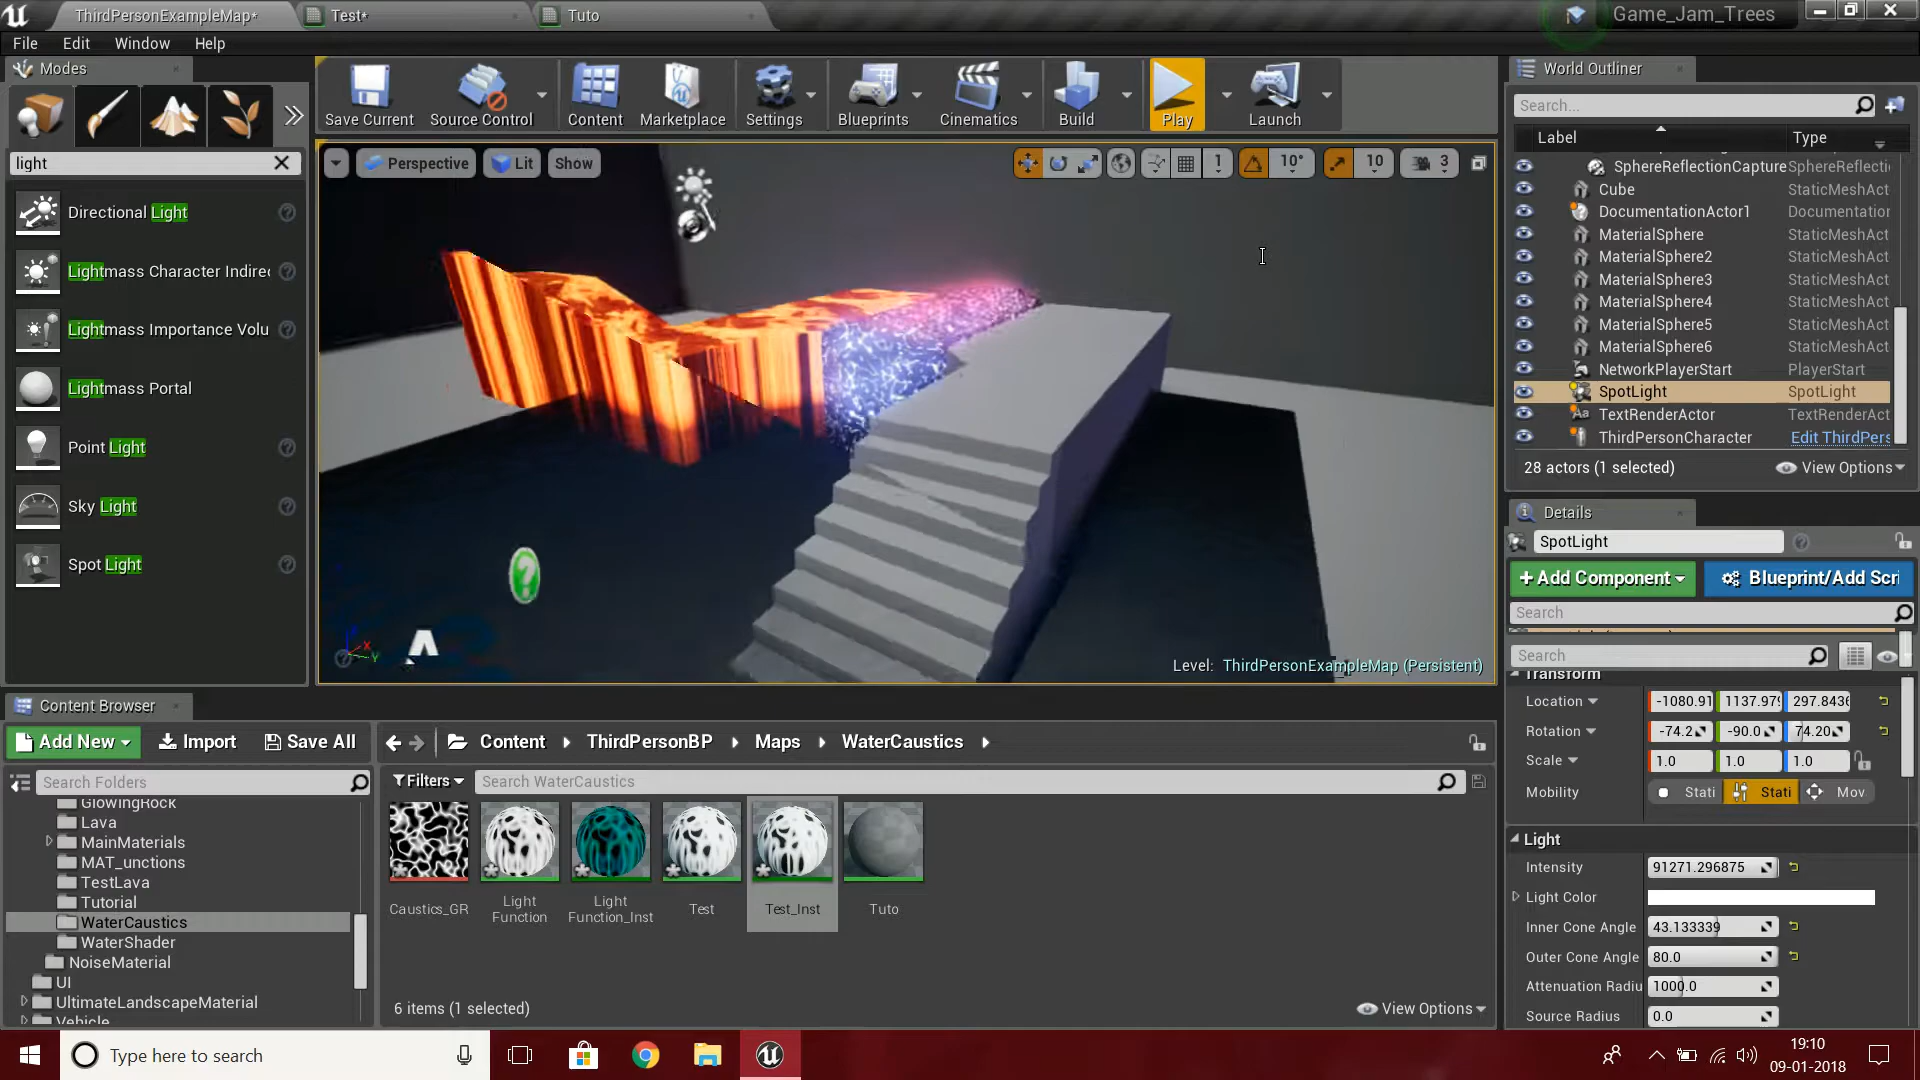 ThirdPersonExampleMap* Test* Tuto Game_Jam_Trees
File Edit Window Help
Modes
light
Directional Light
Lightmass Character Indirec
Lightmass Importance Volu
Lightmass Portal
Point Light
Sky Light
Spot Light
Save Current Source Control Content Marketplace Settings Blueprints Cinematics Build Play Launch
Perspective Lit Show 1 10° 10 3
Level: ThirdPersonExampleMap (Persistent)
World Outliner
Search...
Label Type
SphereReflectionCapture SphereReflecti
Cube StaticMeshAct
DocumentationActor1 Documentation
MaterialSphere StaticMeshAct
MaterialSphere2 StaticMeshAct
MaterialSphere3 StaticMeshAct
MaterialSphere4 StaticMeshAct
MaterialSphere5 StaticMeshAct
MaterialSphere6 StaticMeshAct
NetworkPlayerStart PlayerStart
SpotLight SpotLight
TextRenderActor TextRenderAct
ThirdPersonCharacter Edit ThirdPers
28 actors (1 selected) View Options
Details
SpotLight
+Add Component Blueprint/Add Scri
Search
Search
Transform
Location -1080.91 1137.979 297.8436
Rotation -74.2 -90.0 74.20
Scale 1.0 1.0 1.0
Mobility Stati Stati Mov
Light
Intensity 91271.296875
Light Color
Inner Cone Angle 43.133339
Outer Cone Angle 80.0
Attenuation Radiu 1000.0
Source Radius 0.0
Content Browser
Add New Import Save All Content ThirdPersonBP Maps WaterCaustics
Search Folders Filters Search WaterCaustics
GlowingRock
Lava
MainMaterials
MAT_unctions
TestLava
Tutorial
WaterCaustics
WaterShader
NoiseMaterial
UI
UltimateLandscapeMaterial
Vehicle
Caustics_GR
Light Function
Light Function_Inst
Test
Test_Inst
Tuto
6 items (1 selected) View Options
Type here to search
19:10
09-01-2018